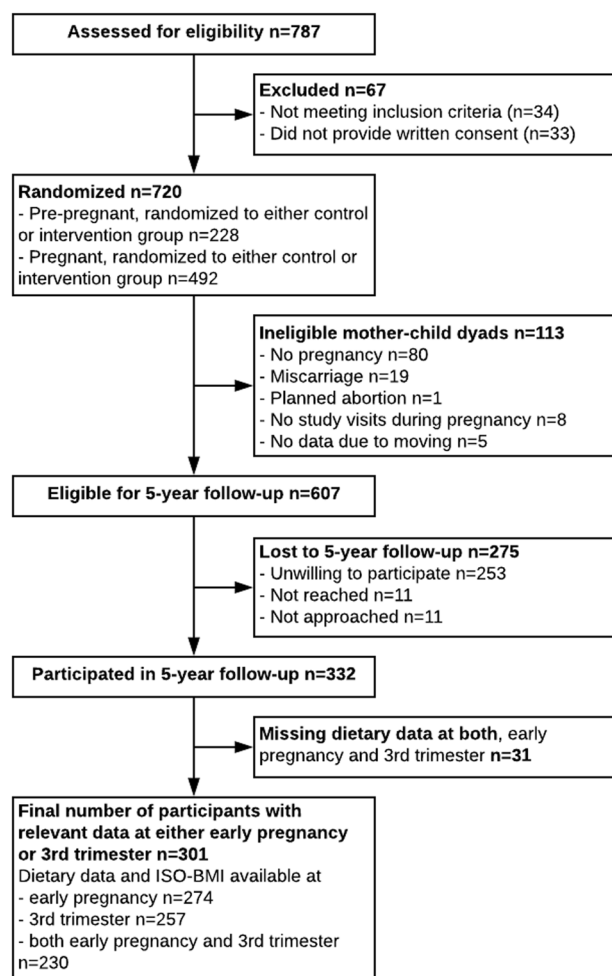 Assessed for eligibility n=787
Excluded n=67
- Not meeting inclusion criteria (n=34)
- Did not provide written consent (n=33)
Randomized n=720
- Pre-pregnant, randomized to either control
or intervention group n=228
- Pregnant, randomized to either control or
intervention group n=492
Ineligible mother-child dyads n=113
- No pregnancy n=80
- Miscarriage n=19
- Planned abortion n=1
- No study visits during pregnancy n=8
- No data due to moving n=5
Eligible for 5-year follow-up n=607
Lost to 5-year follow-up n=275
- Unwilling to participate n=253
- Not reached n=11
- Not approached n=11
Participated in 5-year follow-up n=332
Missing dietary data at both, early
pregnancy and 3rd trimester n=31
Final number of participants with
relevant data at either early pregnancy
or 3rd trimester n=301
Dietary data and ISO-BMI available at
- early pregnancy n=274
- 3rd trimester n=257
- both early pregnancy and 3rd trimester
n=230